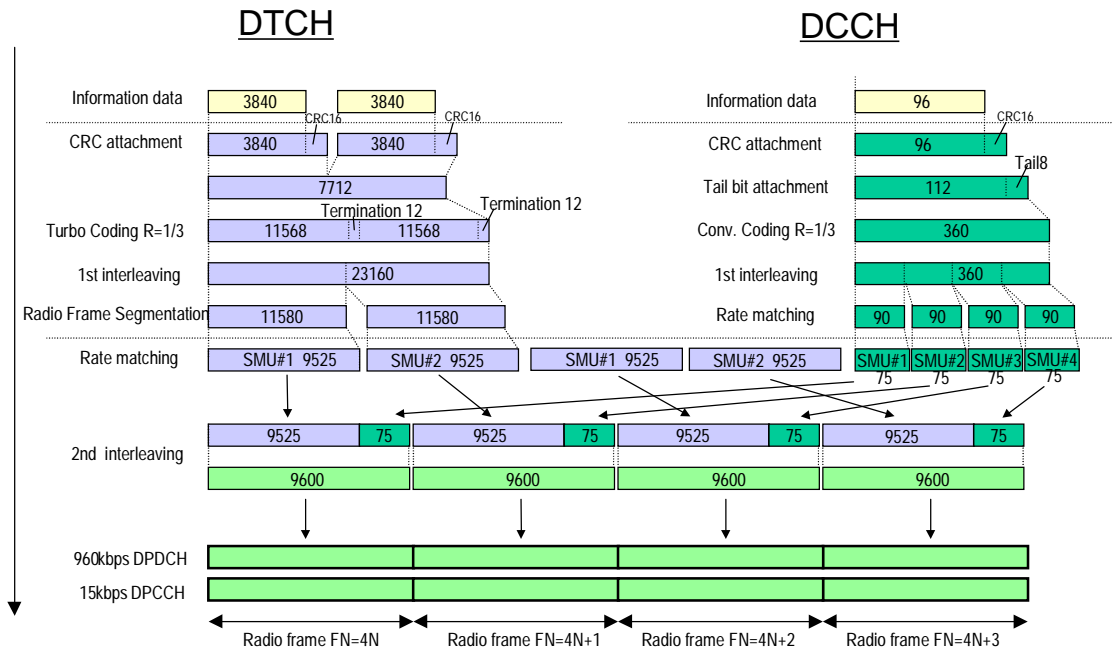 DTCH
DCCH
Information data
3840
3840
Information data
96
CRC16
CRC16
CRC16
CRC attachment
3840
3840
CRC attachment
96
Tail8
7712
Tail bit attachment
112
Termination 12
Termination 12
Turbo Coding R=1/3
11568
11568
Conv. Coding R=1/3
360
1st interleaving
23160
1st interleaving
360
Radio Frame Segmentation
11580
11580
Rate matching
90
90
90
90
Rate matching
SMU#1 9525
SMU#2 9525
SMU#1 9525
SMU#2 9525
SMU#1
SMU#2
SMU#3
SMU#4
75
75
75
75
2nd interleaving
9525
75
9525
75
9525
75
9525
75
9600
9600
9600
9600
960kbps DPDCH
15kbps DPCCH
Radio frame FN=4N
Radio frame FN=4N+1
Radio frame FN=4N+2
Radio frame FN=4N+3